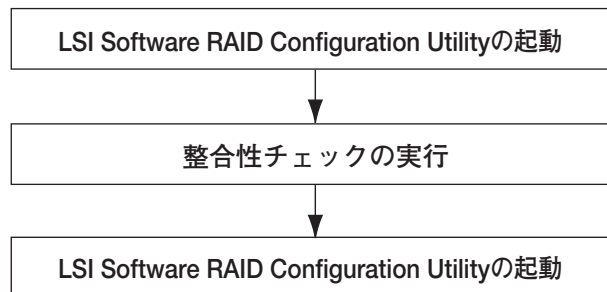 LSI Software RAID Configuration Utilityの起動
整合性チェックの実行
LSI Software RAID Configuration Utilityの起動